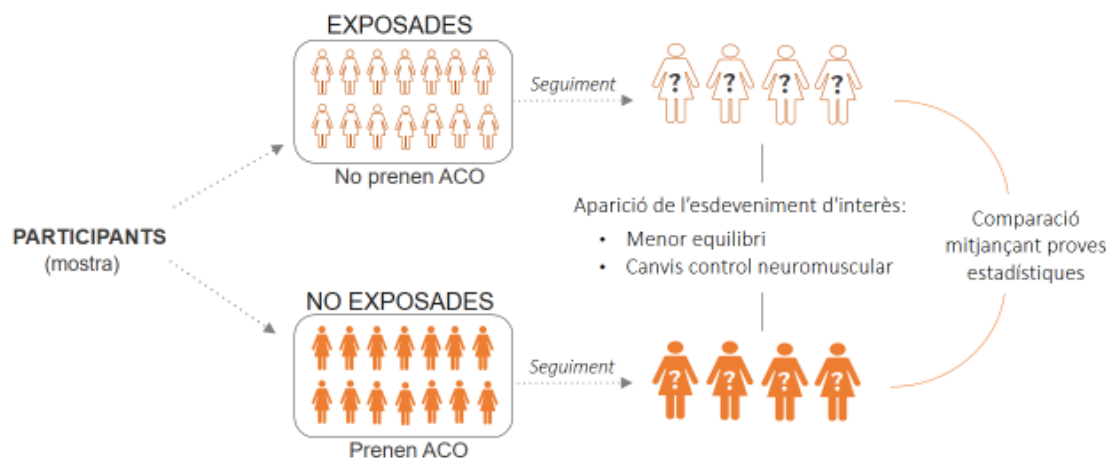 EXPOSADES
No prenen ACO
Seguiment
? ? ? ?
PARTICIPANTS
(mostra)
Aparició de l'esdeveniment d'interès:
• Menor equilibri
• Canvis control neuromuscular
Comparació
mitjançant proves
estadístiques
NO EXPOSADES
Prenen ACO
Seguiment
? ? ? ?